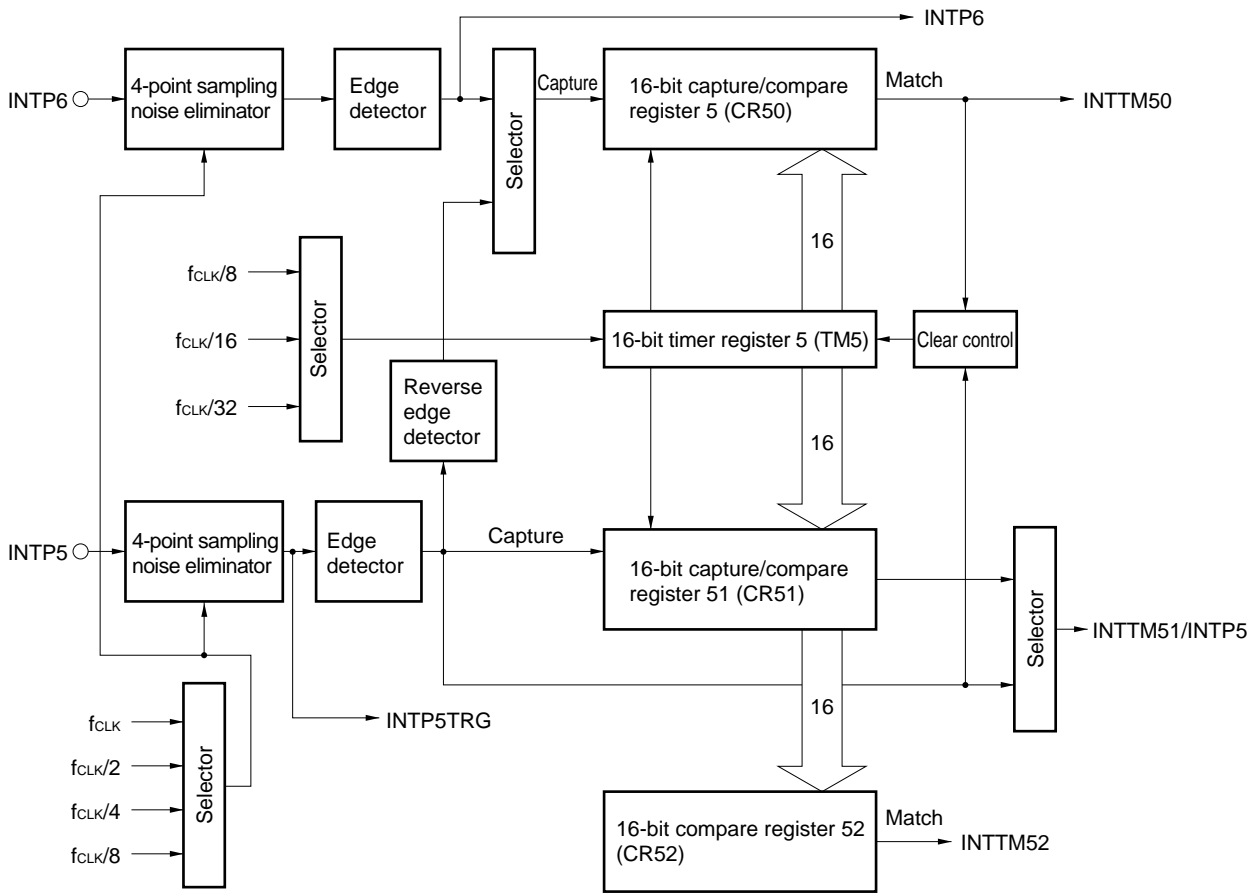 INTP6
INTP6
4-point sampling
noise eliminator
Edge
detector
Selector
Capture
16-bit capture/compare
register 5 (CR50)
Match
INTTM50
16
fCLK/8
fCLK/16
fCLK/32
Selector
16-bit timer register 5 (TM5)
Clear control
Reverse
edge
detector
16
INTP5
4-point sampling
noise eliminator
Edge
detector
Capture
16-bit capture/compare
register 51 (CR51)
Selector
INTTM51/INTP5
16
INTP5TRG
fCLK
fCLK/2
fCLK/4
fCLK/8
Selector
16-bit compare register 52
(CR52)
Match
INTTM52